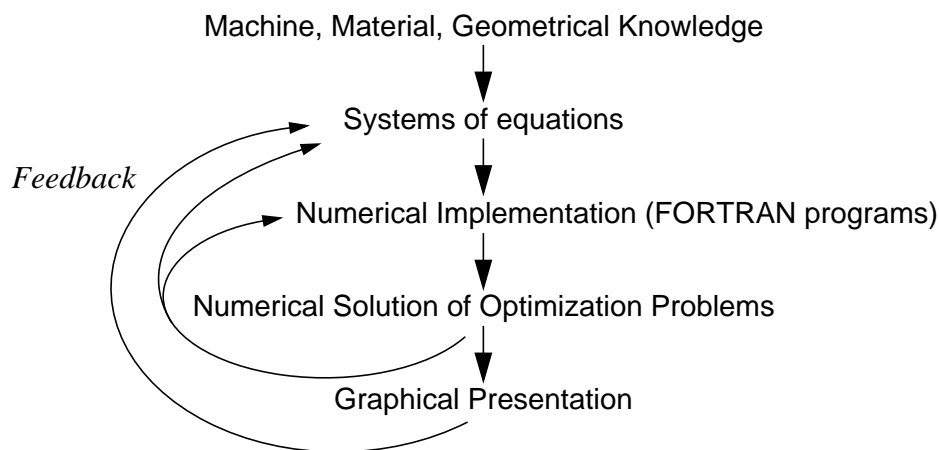 Machine, Material, Geometrical Knowledge
Systems of equations
Feedback
Numerical Implementation (FORTRAN programs)
Numerical Solution of Optimization Problems
Graphical Presentation